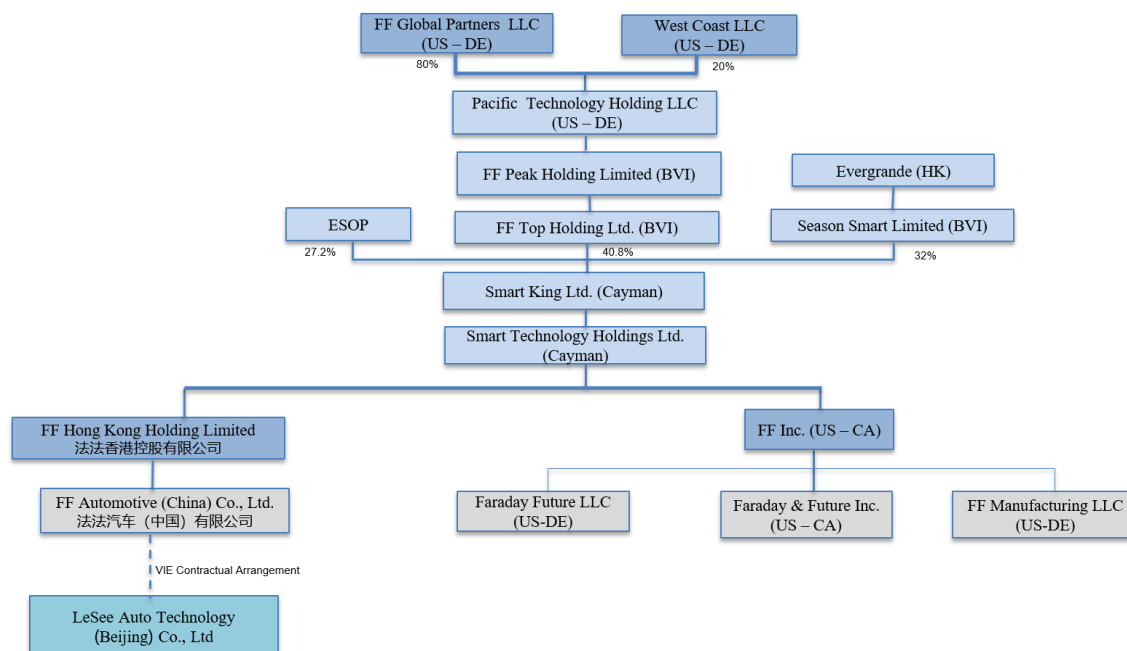 FF Global Partners LLC
(US – DE)
West Coast LLC
(US – DE)
80%
20%
Pacific Technology Holding LLC
(US – DE)
FF Peak Holding Limited (BVI)
Evergrande (HK)
ESOP
FF Top Holding Ltd. (BVI)
Season Smart Limited (BVI)
27.2%
40.8%
32%
Smart King Ltd. (Cayman)
Smart Technology Holdings Ltd.
(Cayman)
FF Hong Kong Holding Limited
法法香港控股有限公司
FF Inc. (US – CA)
FF Automotive (China) Co., Ltd.
法法汽车（中国）有限公司
Faraday Future LLC
(US-DE)
Faraday & Future Inc.
(US – CA)
FF Manufacturing LLC
(US-DE)
VIE Contractual Arrangement
LeSee Auto Technology
(Beijing) Co., Ltd